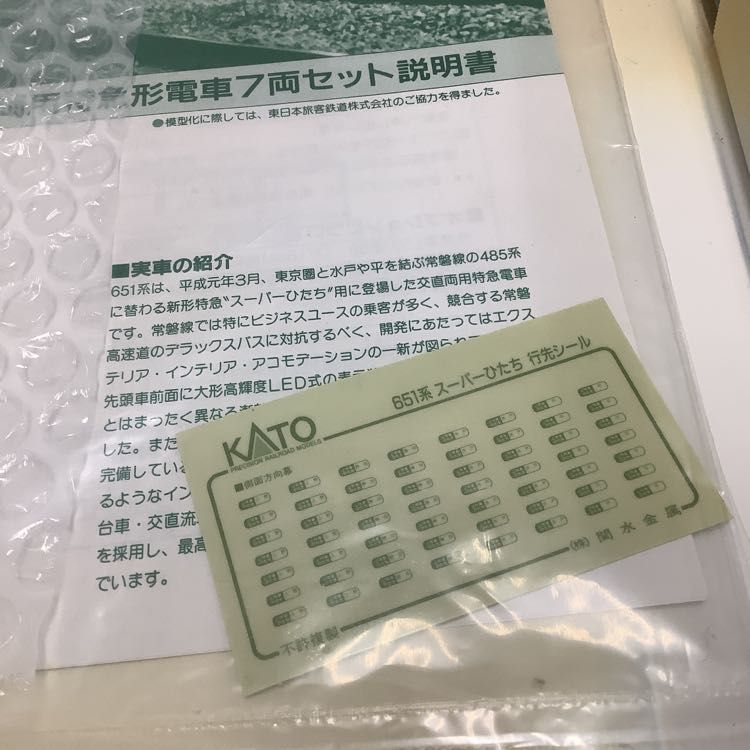 形電車7両セット説明書
●模型化に際しては、東日本旅客鉄道株式会社のご協力を得ました。
■実車の紹介
651系は、平成元年3月、東京圏と水戸や平を結ぶ常磐線の485系
に替わる新形特急“スーパーひたち”用に登場した交直両用特急電車
です。常磐線では特にビジネスユースの乗客が多く、競合する常磐
高速道のデラックスバスに対抗するべく、開発にあたってはエクス
テリア・インテリア・アコモデーションの一新が図られ
先頭車前面に大形高輝度LED式の表
とはまったく異なる
した。また
完備している
るようなイン
台車・交直流
を採用し、最高
でいます。
651系 スーパーひたち 行先シール
KATO
PRECISION RAILROAD MODELS
■側面方向幕
㈱ 関水金属
不許複製